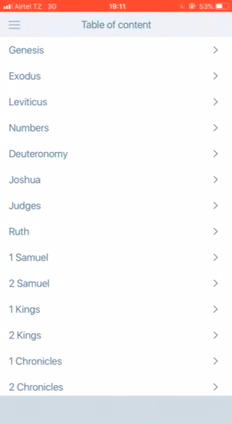 Airtel TZ 3G 19:11 53%
Table of content
Genesis
Exodus
Leviticus
Numbers
Deuteronomy
Joshua
Judges
Ruth
1 Samuel
2 Samuel
1 Kings
2 Kings
1 Chronicles
2 Chronicles